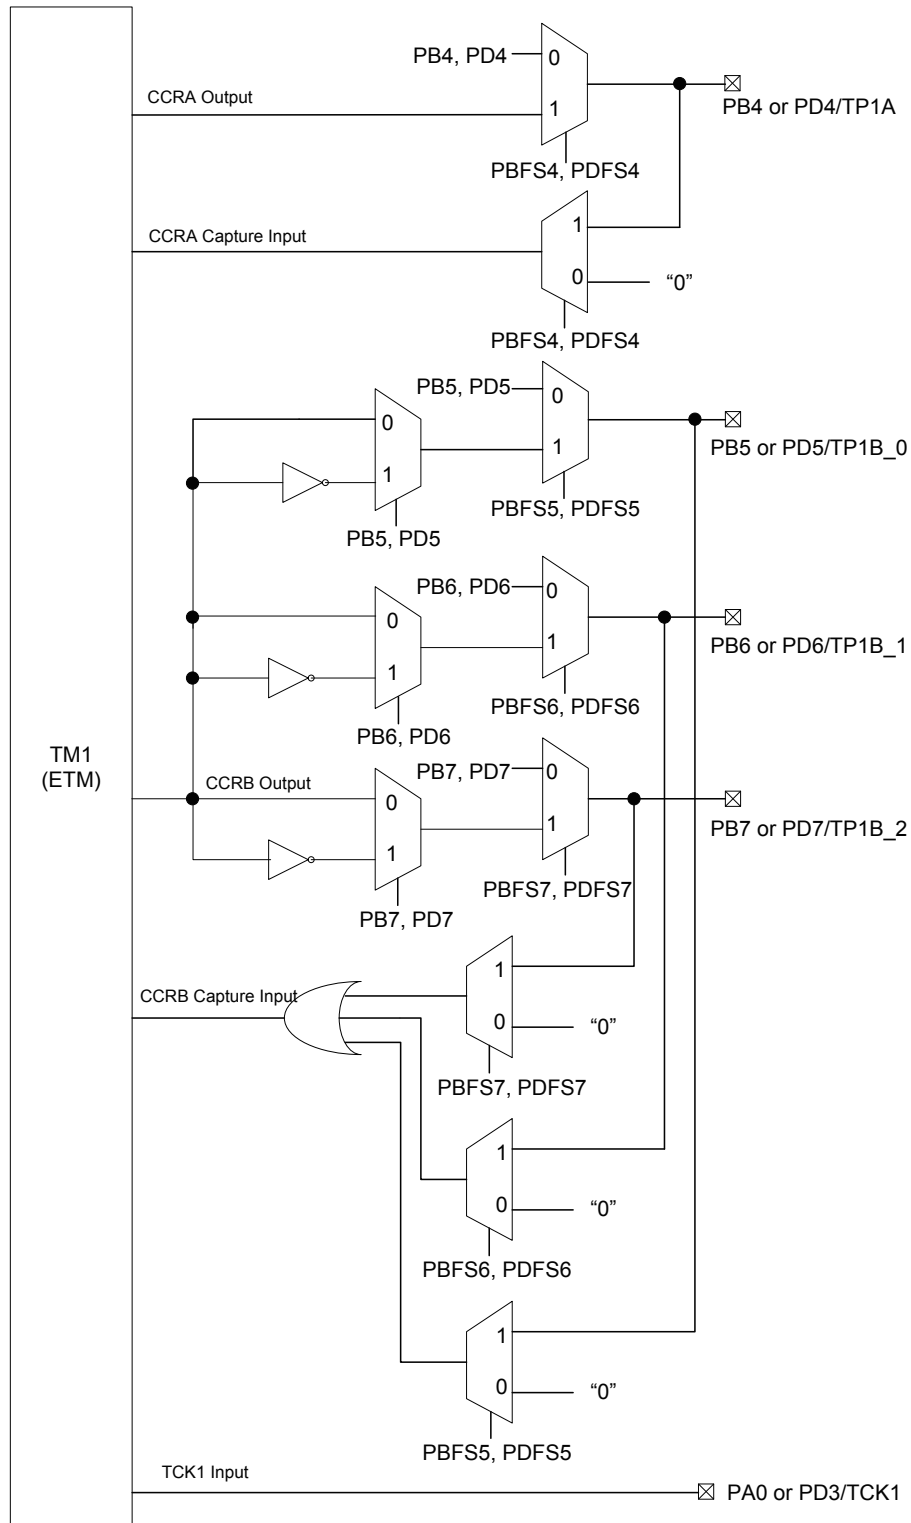 PB4, PD4
0
CCRA Output
1
PB4 or PD4/TP1A
PBFS4, PDFS4
1
CCRA Capture Input
0
“0”
PBFS4, PDFS4
PB5, PD5
0
0
1
PB5 or PD5/TP1B_0
1
PBFS5, PDFS5
PB5, PD5
PB6, PD6
0
0
1
PB6 or PD6/TP1B_1
1
PBFS6, PDFS6
PB6, PD6
TM1
(ETM)
PB7, PD7
0
CCRB Output
0
1
PB7 or PD7/TP1B_2
1
PBFS7, PDFS7
PB7, PD7
1
CCRB Capture Input
0
“0”
PBFS7, PDFS7
1
0
“0”
PBFS6, PDFS6
1
0
“0”
PBFS5, PDFS5
TCK1 Input
PA0 or PD3/TCK1